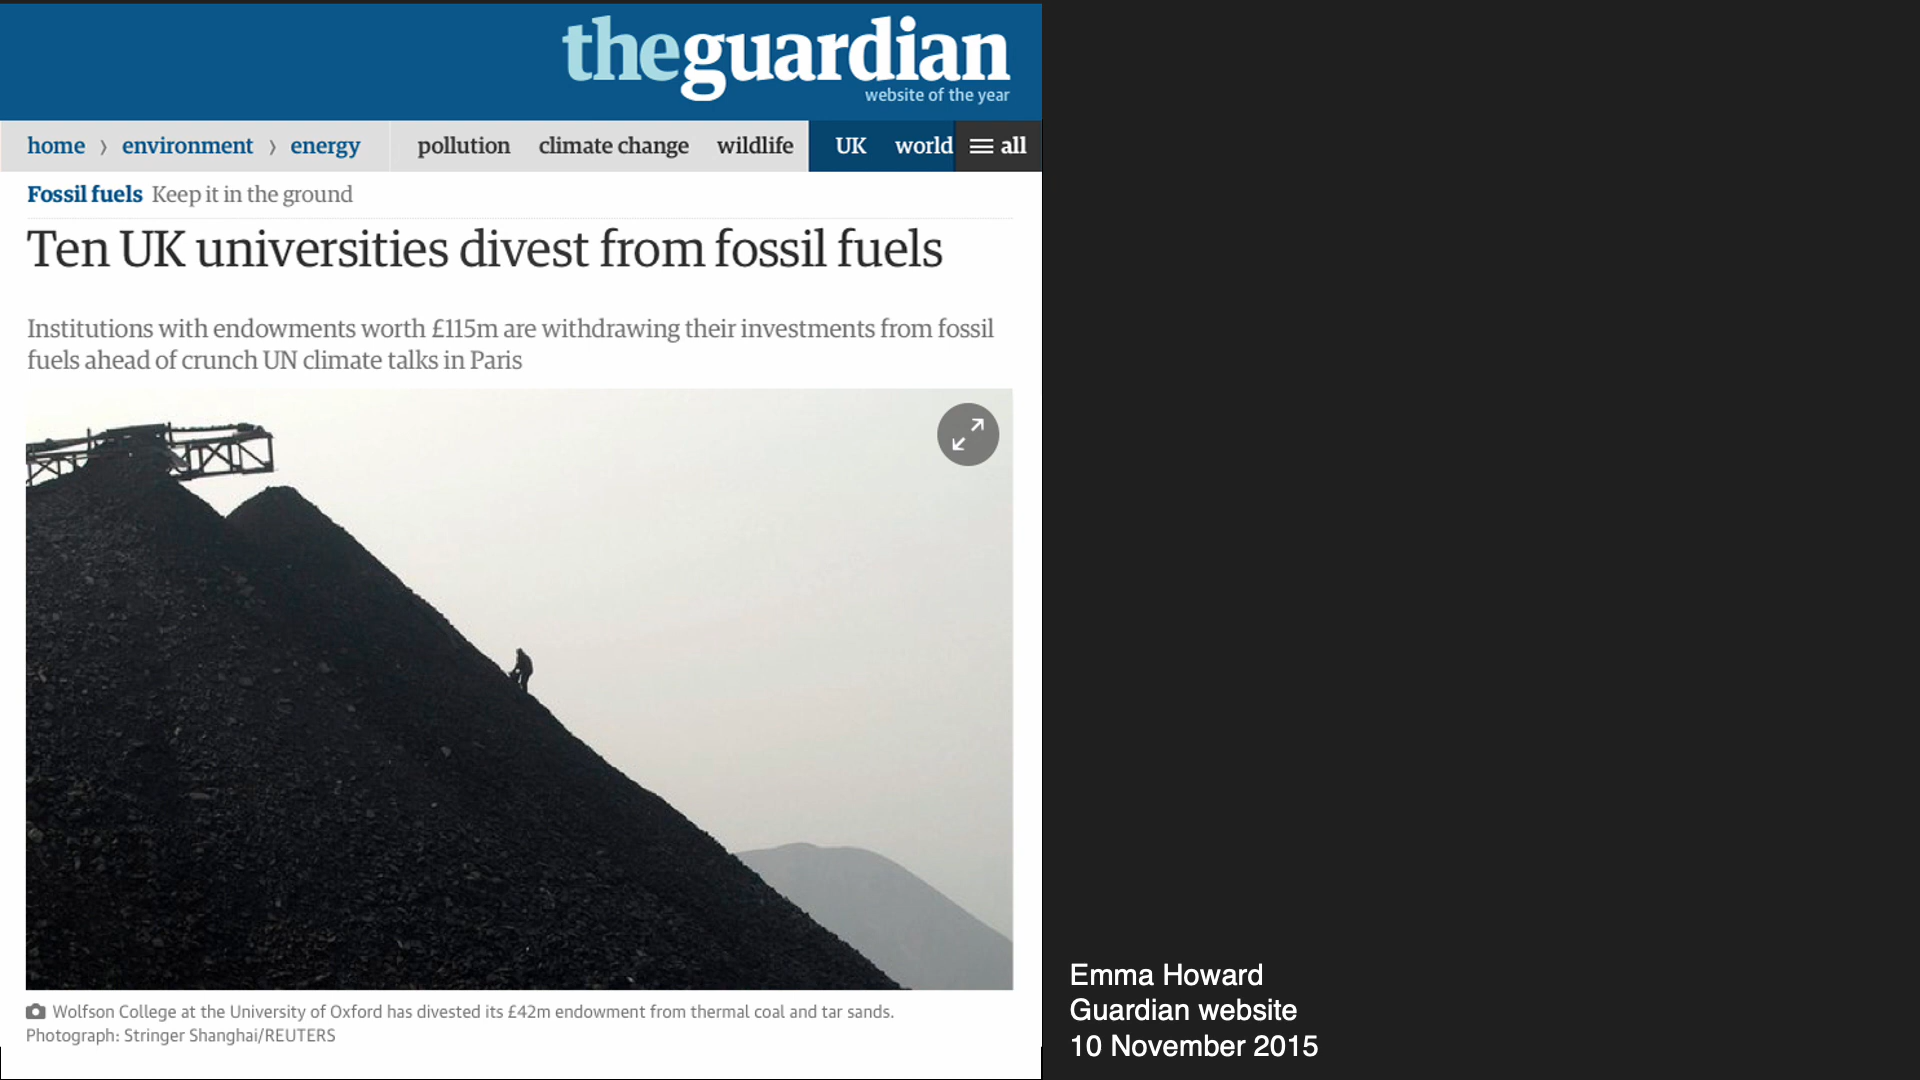 theguardian
website of the year
home › environment › energy pollution climate change wildlife UK world all
Fossil fuels Keep it in the ground
Ten UK universities divest from fossil fuels
Institutions with endowments worth £115m are withdrawing their investments from fossil
fuels ahead of crunch UN climate talks in Paris
Wolfson College at the University of Oxford has divested its £42m endowment from thermal coal and tar sands.
Photograph: Stringer Shanghai/REUTERS
Emma Howard
Guardian website
10 November 2015